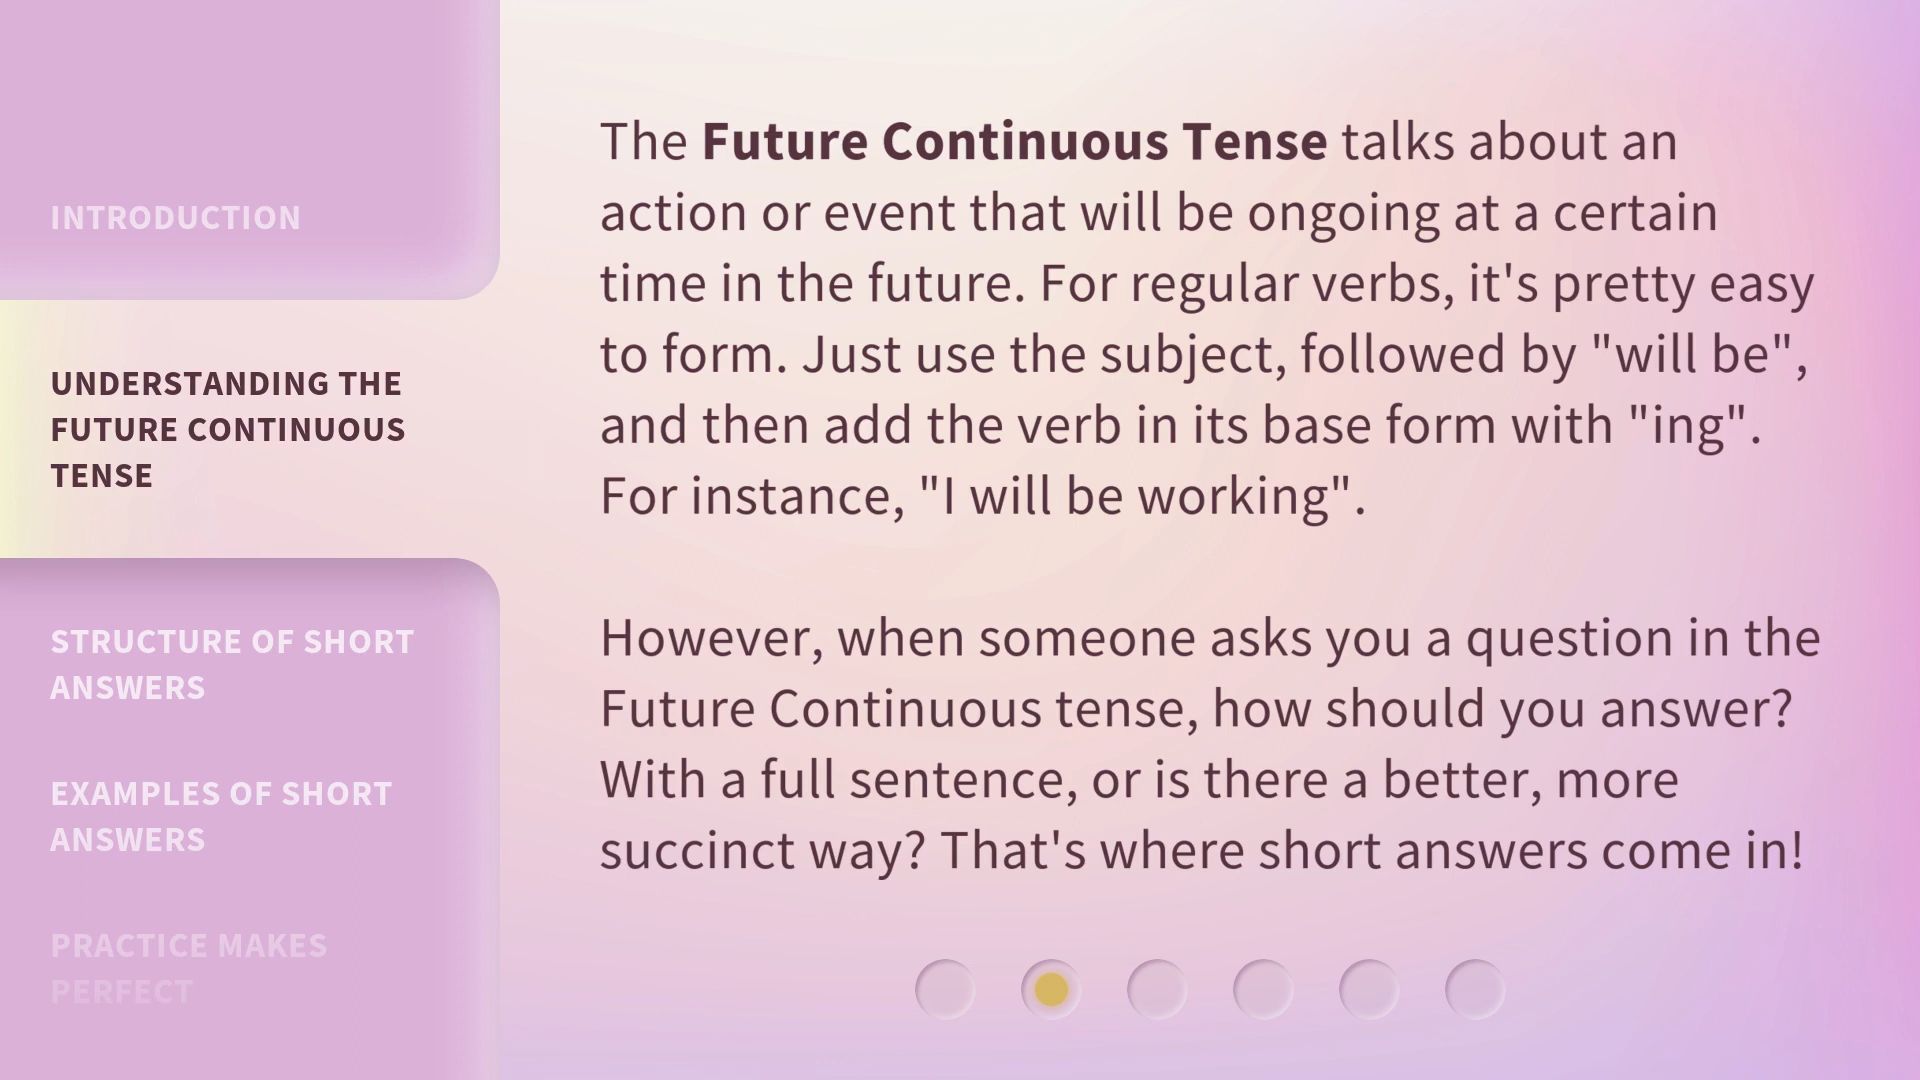 INTRODUCTION
UNDERSTANDING THE
FUTURE CONTINUOUS
TENSE
STRUCTURE OF SHORT
ANSWERS
EXAMPLES OF SHORT
ANSWERS
PRACTICE MAKES
PERFECT
The Future Continuous Tense talks about an
action or event that will be ongoing at a certain
time in the future. For regular verbs, it's pretty easy
to form. Just use the subject, followed by "will be",
and then add the verb in its base form with "ing".
For instance, "I will be working".
However, when someone asks you a question in the
Future Continuous tense, how should you answer?
With a full sentence, or is there a better, more
succinct way? That's where short answers come in!